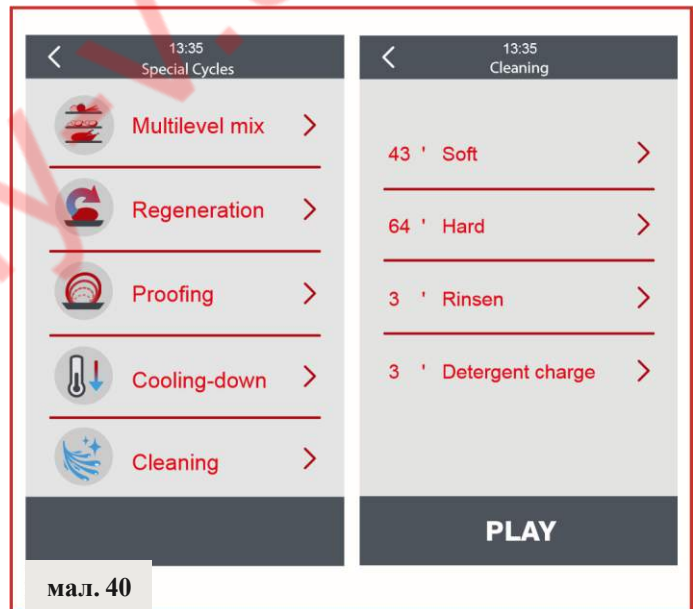 13:35
Special Cycles
Multilevel mix
Regeneration
Proofing
Cooling-down
Cleaning
13:35
Cleaning
43 ' Soft
64 ' Hard
3 ' Rinsen
3 ' Detergent charge
PLAY
мал. 40